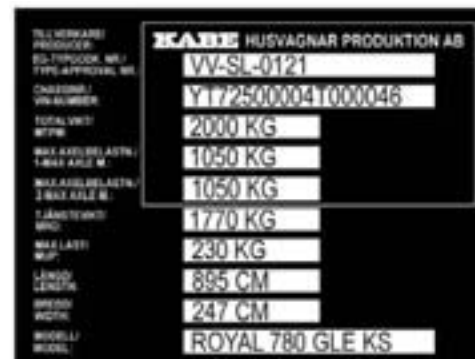 TILLVERKARE/
PRODUCER:
KABE HUSVAGNAR PRODUKTION AB
EG-TYPGODK. NR./
TYPE-APPROVAL NR.
VV-SL-0121
CHASSINR./
VIN-NUMBER:
YT72500004T000046
TOTALVIKT/
MTPM:
2000 KG
MAX AXELBELASTN./
1-MAX AXLE M.:
1050 KG
MAX AXELBELASTN./
2-MAX AXLE M.:
1050 KG
TJÄNSTEVIKT/
MRO:
1770 KG
MAX LAST/
MUP:
230 KG
LÄNGD/
LENGTH:
895 CM
BREDD/
WIDTH:
247 CM
MODELL/
MODEL:
ROYAL 780 GLE KS